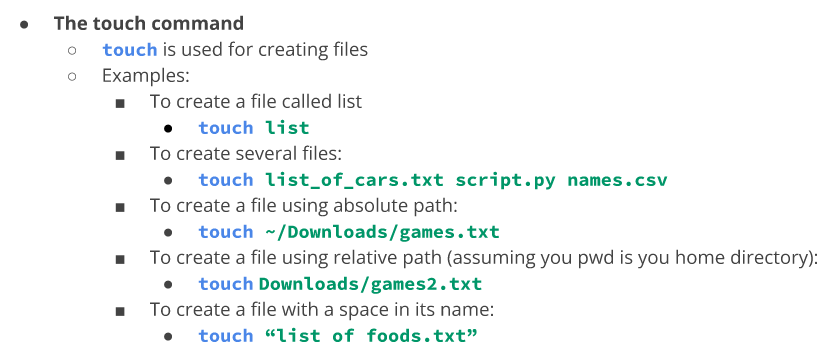 ● The touch command
○ touch is used for creating files
○ Examples:
■ To create a file called list
● touch list
■ To create several files:
● touch list_of_cars.txt script.py names.csv
■ To create a file using absolute path:
● touch ~/Downloads/games.txt
■ To create a file using relative path (assuming you pwd is you home directory):
● touch Downloads/games2.txt
■ To create a file with a space in its name:
● touch “list of foods.txt”